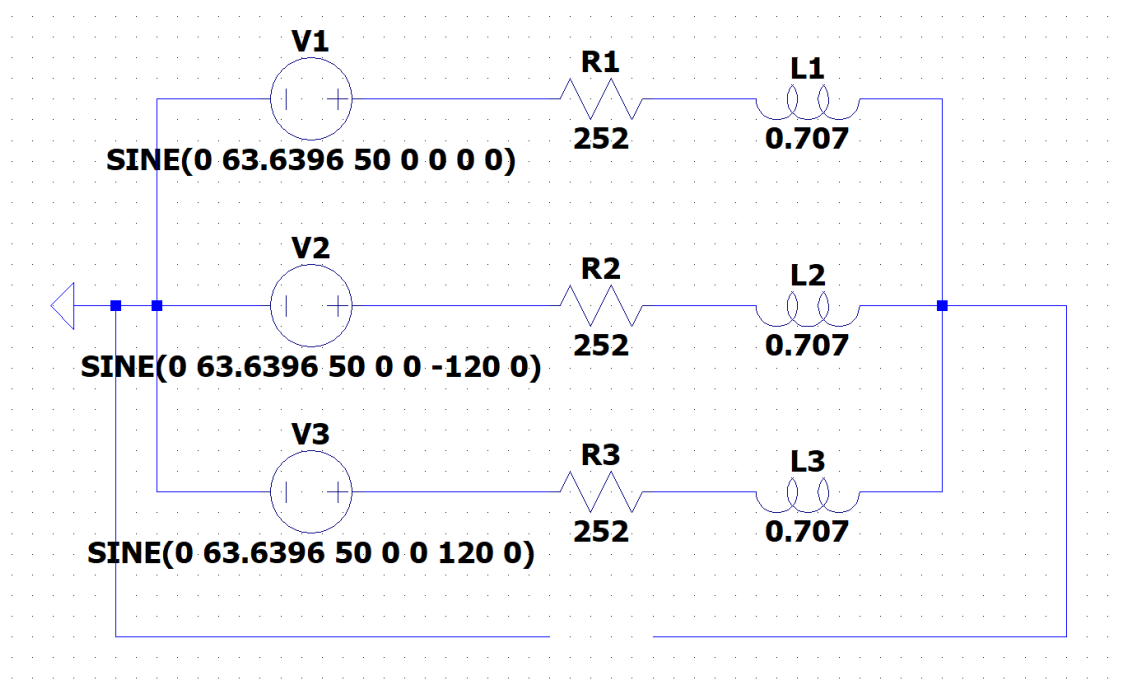 V1
R1
L1
252
0.707
SINE(0 63.6396 50 0 0 0 0)
V2
R2
L2
252
0.707
SINE(0 63.6396 50 0 0 -120 0)
V3
R3
L3
252
0.707
SINE(0 63.6396 50 0 0 120 0)